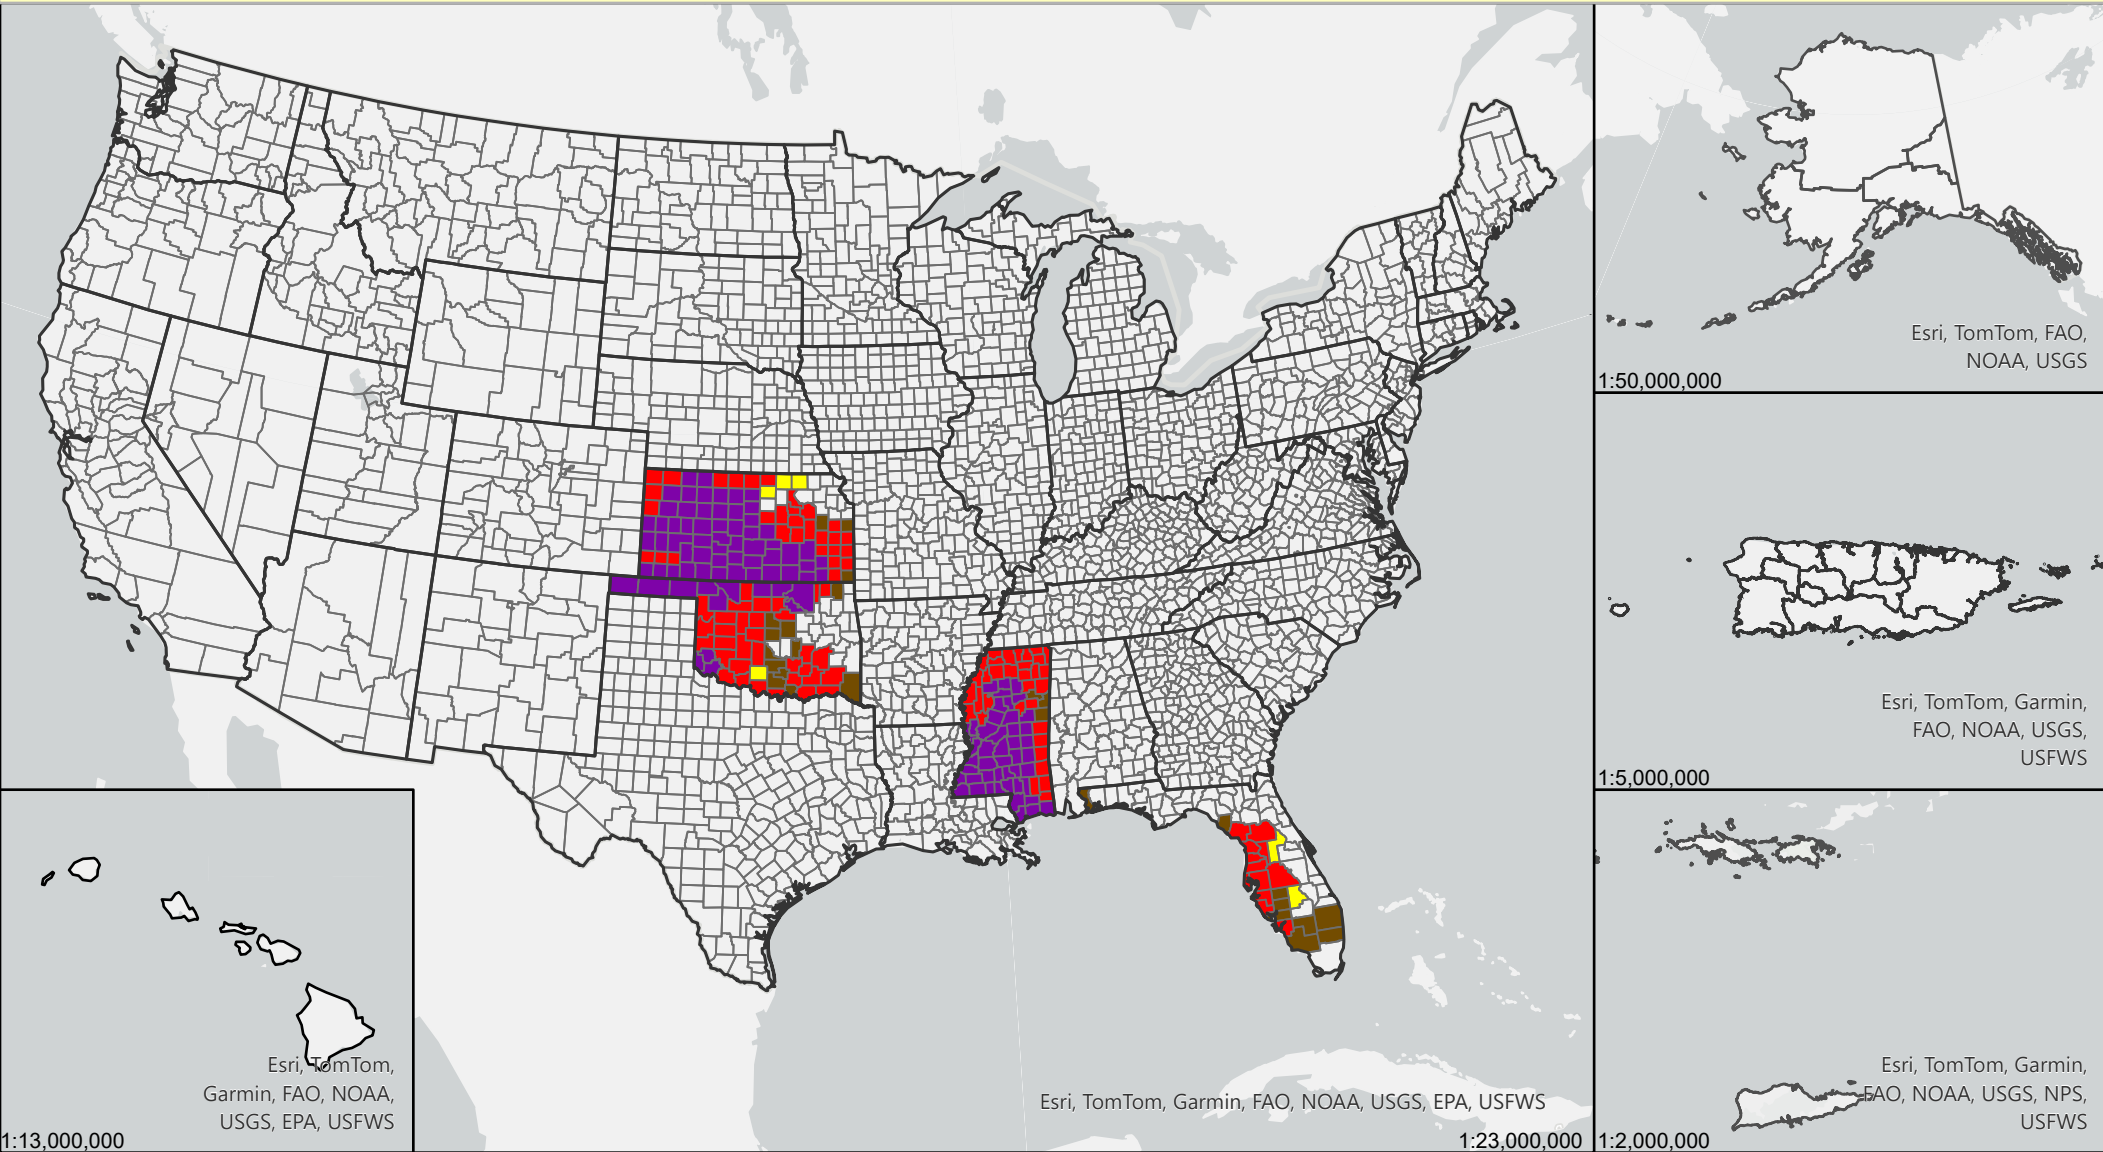 Esri, TomTom, FAO,
NOAA, USGS
1:50,000,000
Esri, TomTom, Garmin,
FAO, NOAA, USGS,
USFWS
1:5,000,000
Esri, TomTom,
Garmin, FAO, NOAA,
USGS, EPA, USFWS
1:13,000,000
Esri, TomTom, Garmin, FAO, NOAA, USGS, EPA, USFWS
1:23,000,000
Esri, TomTom, Garmin,
FAO, NOAA, USGS, NPS,
USFWS
1:2,000,000